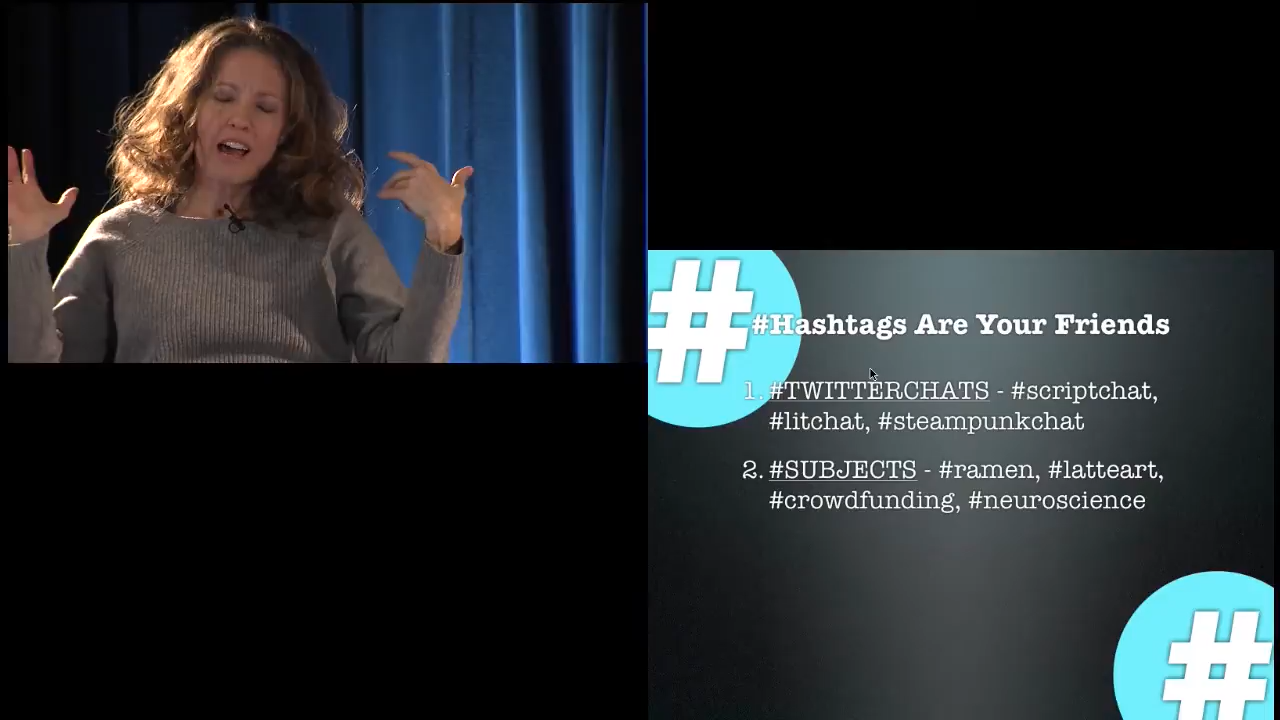 #
#Hashtags Are Your Friends
1. #TWITTERCHATS - #scriptchat,
#litchat, #steampunkchat
2. #SUBJECTS - #ramen, #latteart,
#crowdfunding, #neuroscience
#